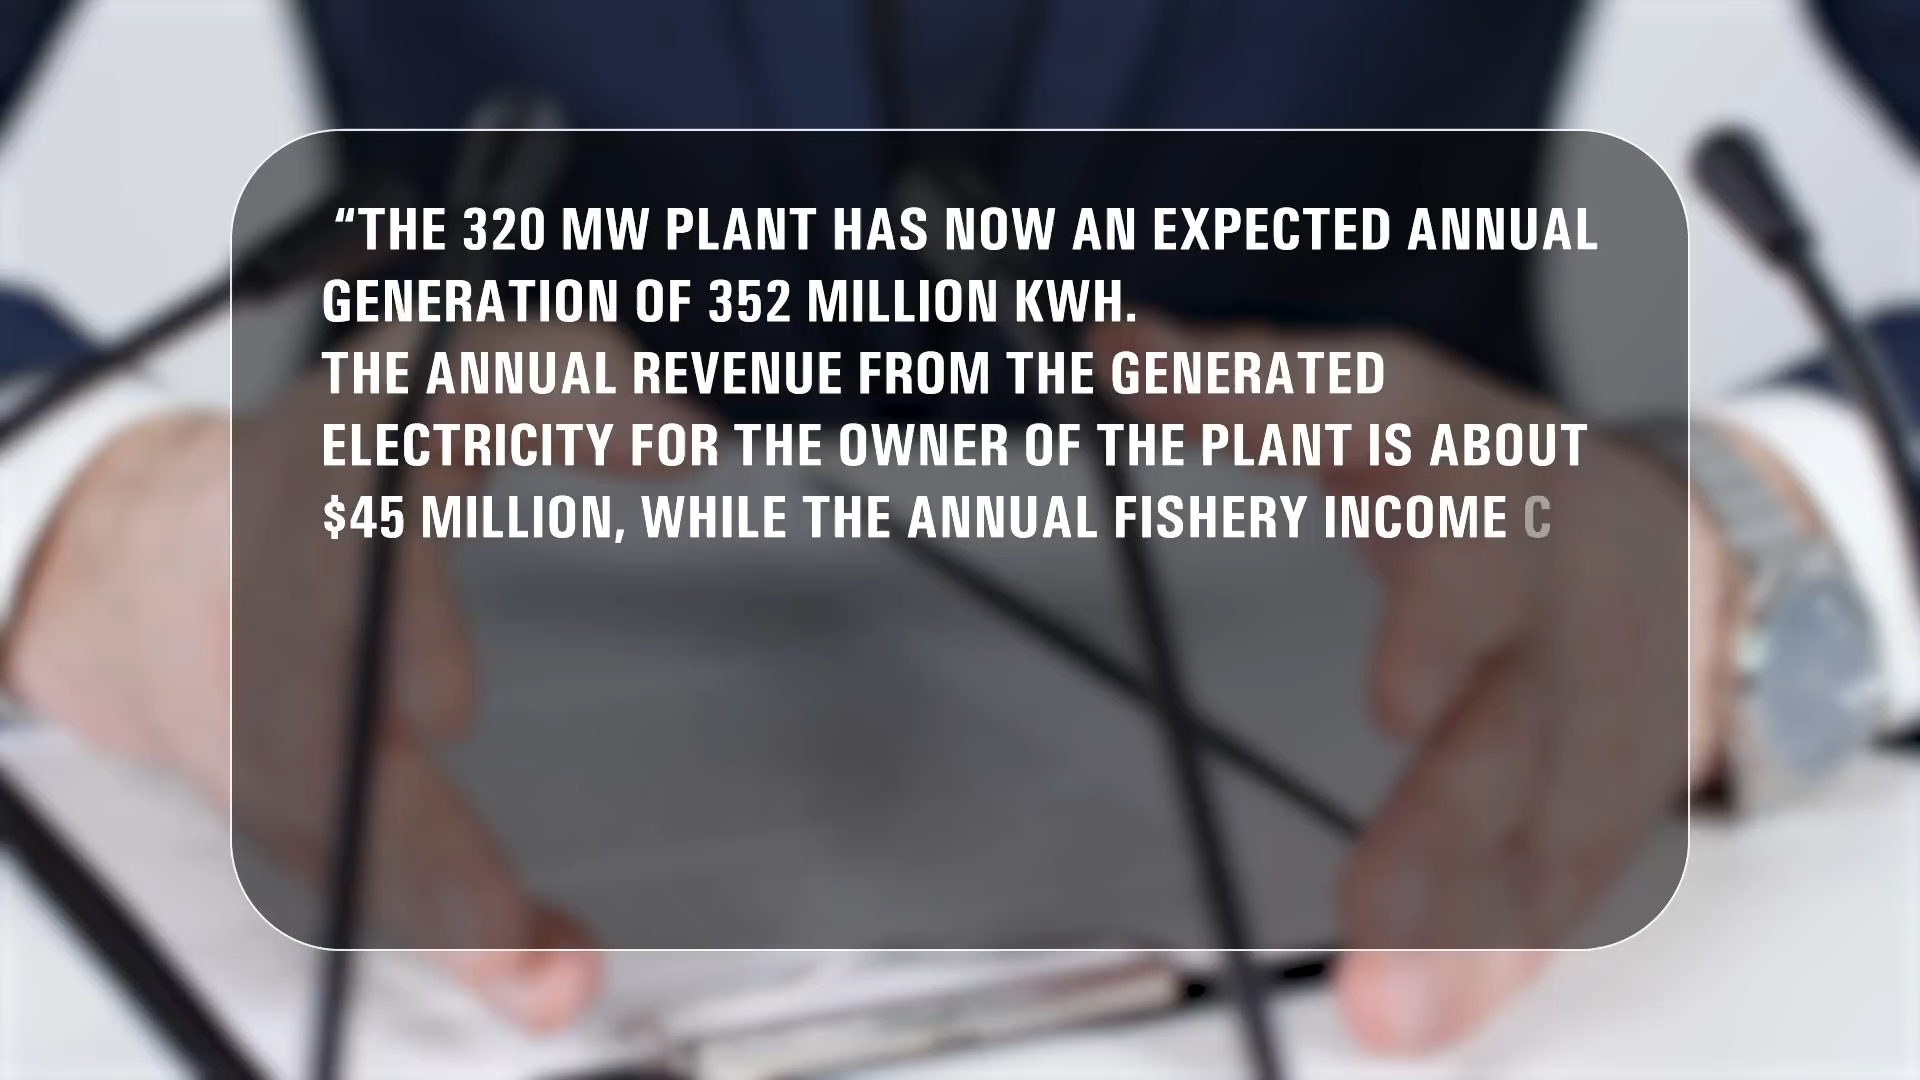 “THE 320 MW PLANT HAS NOW AN EXPECTED ANNUAL
GENERATION OF 352 MILLION KWH.
THE ANNUAL REVENUE FROM THE GENERATED
ELECTRICITY FOR THE OWNER OF THE PLANT IS ABOUT
$45 MILLION, WHILE THE ANNUAL FISHERY INCOME C